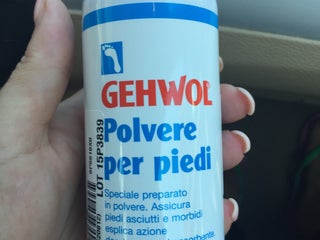 GEHWOL
Polvere
per piedi
Speciale preparato
in polvere. Assicura
piedi asciutti e morbidi
esplica azione
LOT 15P3839